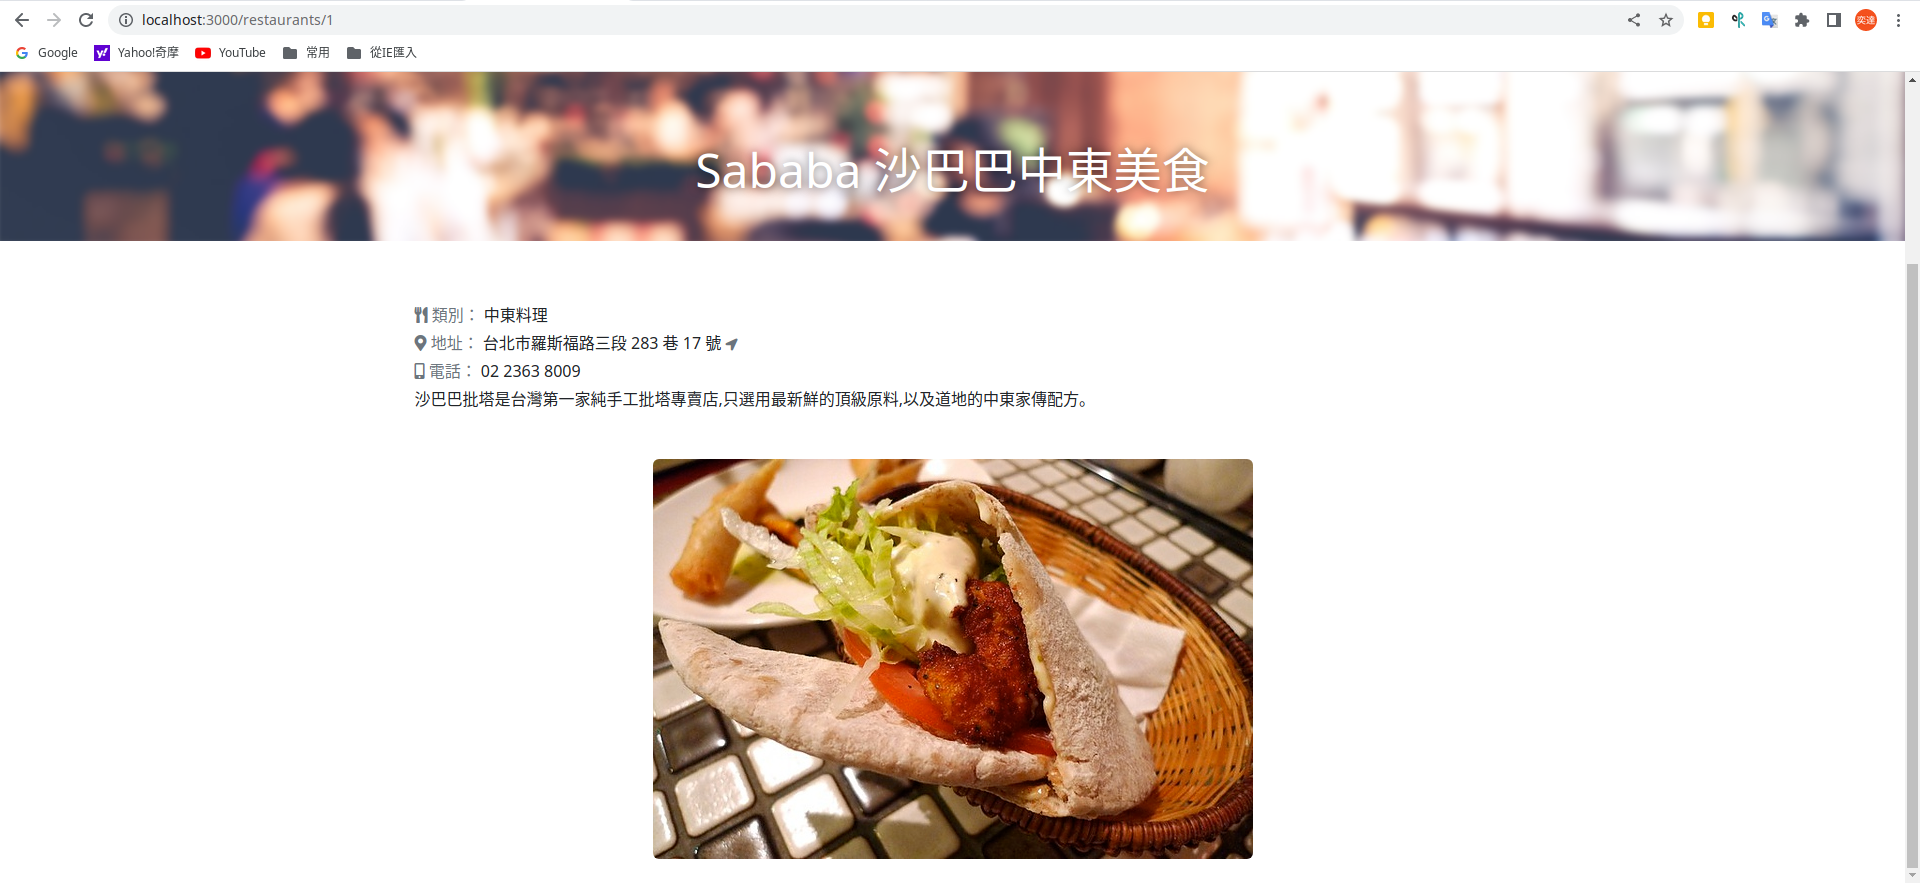 localhost:3000/restaurants/1
奕達
Google Yahoo!奇摩 YouTube 常用 從IE匯入
Sababa 沙巴巴中東美食
類別： 中東料理
地址： 台北市羅斯福路三段 283 巷 17 號
電話： 02 2363 8009
沙巴巴批塔是台灣第一家純手工批塔專賣店,只選用最新鮮的頂級原料,以及道地的中東家傳配方。